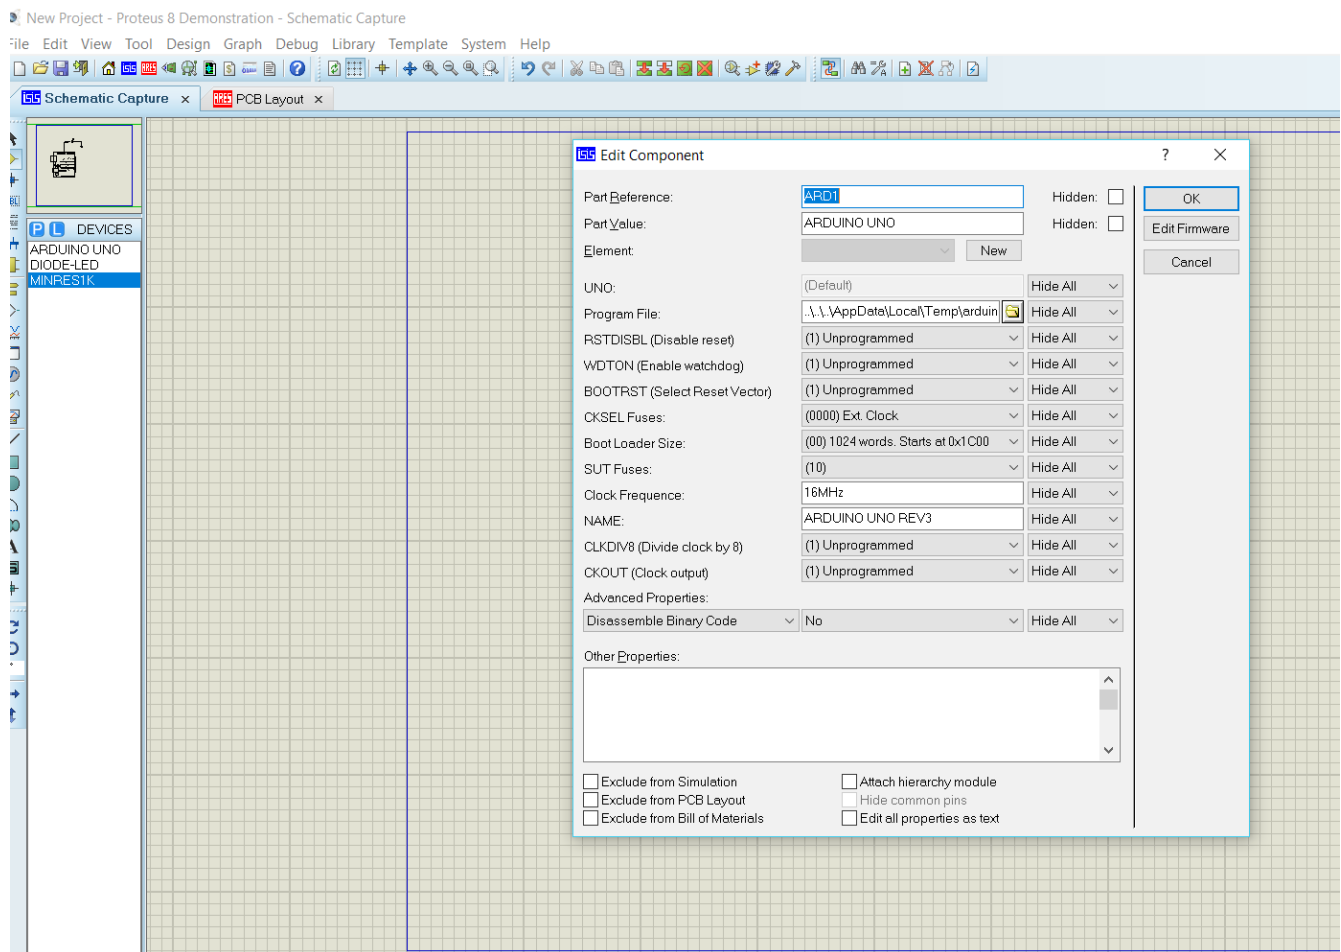 New Project - Proteus 8 Demonstration - Schematic Capture
File Edit View Tool Design Graph Debug Library Template System Help
Schematic Capture x PCB Layout x
P L DEVICES
ARDUINO UNO
DIODE-LED
MINRES1K
Edit Component ?
Part Reference: ARD1 Hidden: OK
Part Value: ARDUINO UNO Hidden: Edit Firmware
Element: New Cancel
UNO: (Default) Hide All
Program File: ..\..\..\AppData\Local\Temp\arduin Hide All
RSTDISBL (Disable reset) (1) Unprogrammed Hide All
WDTON (Enable watchdog) (1) Unprogrammed Hide All
BOOTRST (Select Reset Vector) (1) Unprogrammed Hide All
CKSEL Fuses: (0000) Ext. Clock Hide All
Boot Loader Size: (00) 1024 words. Starts at 0x1C00 Hide All
SUT Fuses: (10) Hide All
Clock Frequence: 16MHz Hide All
NAME: ARDUINO UNO REV3 Hide All
CLKDIV8 (Divide clock by 8) (1) Unprogrammed Hide All
CKOUT (Clock output) (1) Unprogrammed Hide All
Advanced Properties:
Disassemble Binary Code No Hide All
Other Properties:
Exclude from Simulation Attach hierarchy module
Exclude from PCB Layout Hide common pins
Exclude from Bill of Materials Edit all properties as text